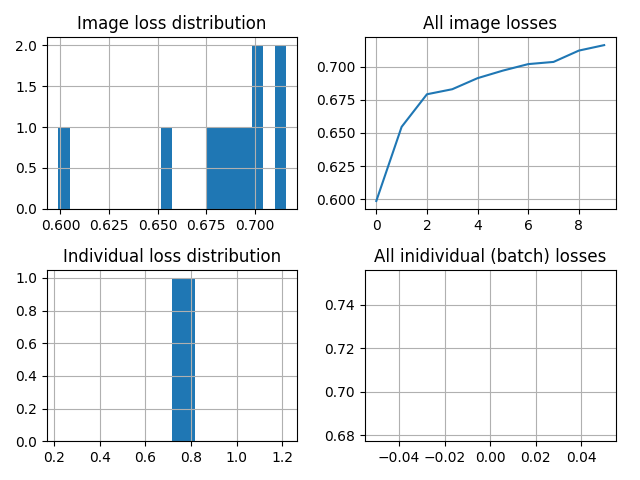 Image loss distribution
2.0
1.5
1.0
0.5
0.0
0.600 0.625 0.650 0.675 0.700
All image losses
0.700
0.675
0.650
0.625
0.600
0 2 4 6 8
Individual loss distribution
1.0
0.8
0.6
0.4
0.2
0.0
0.2 0.4 0.6 0.8 1.0 1.2
All inidividual (batch) losses
0.74
0.72
0.70
0.68
−0.04 −0.02 0.00 0.02 0.04